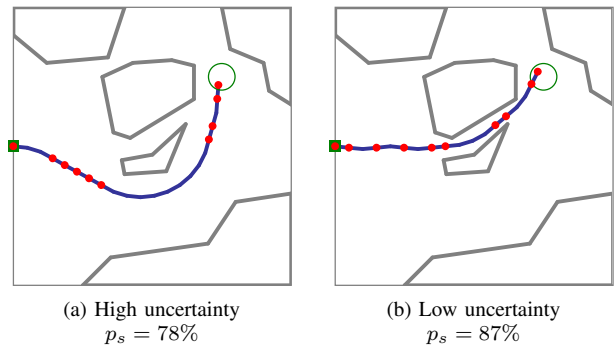 (a) High uncertainty
p_s = 78%
(b) Low uncertainty
p_s = 87%